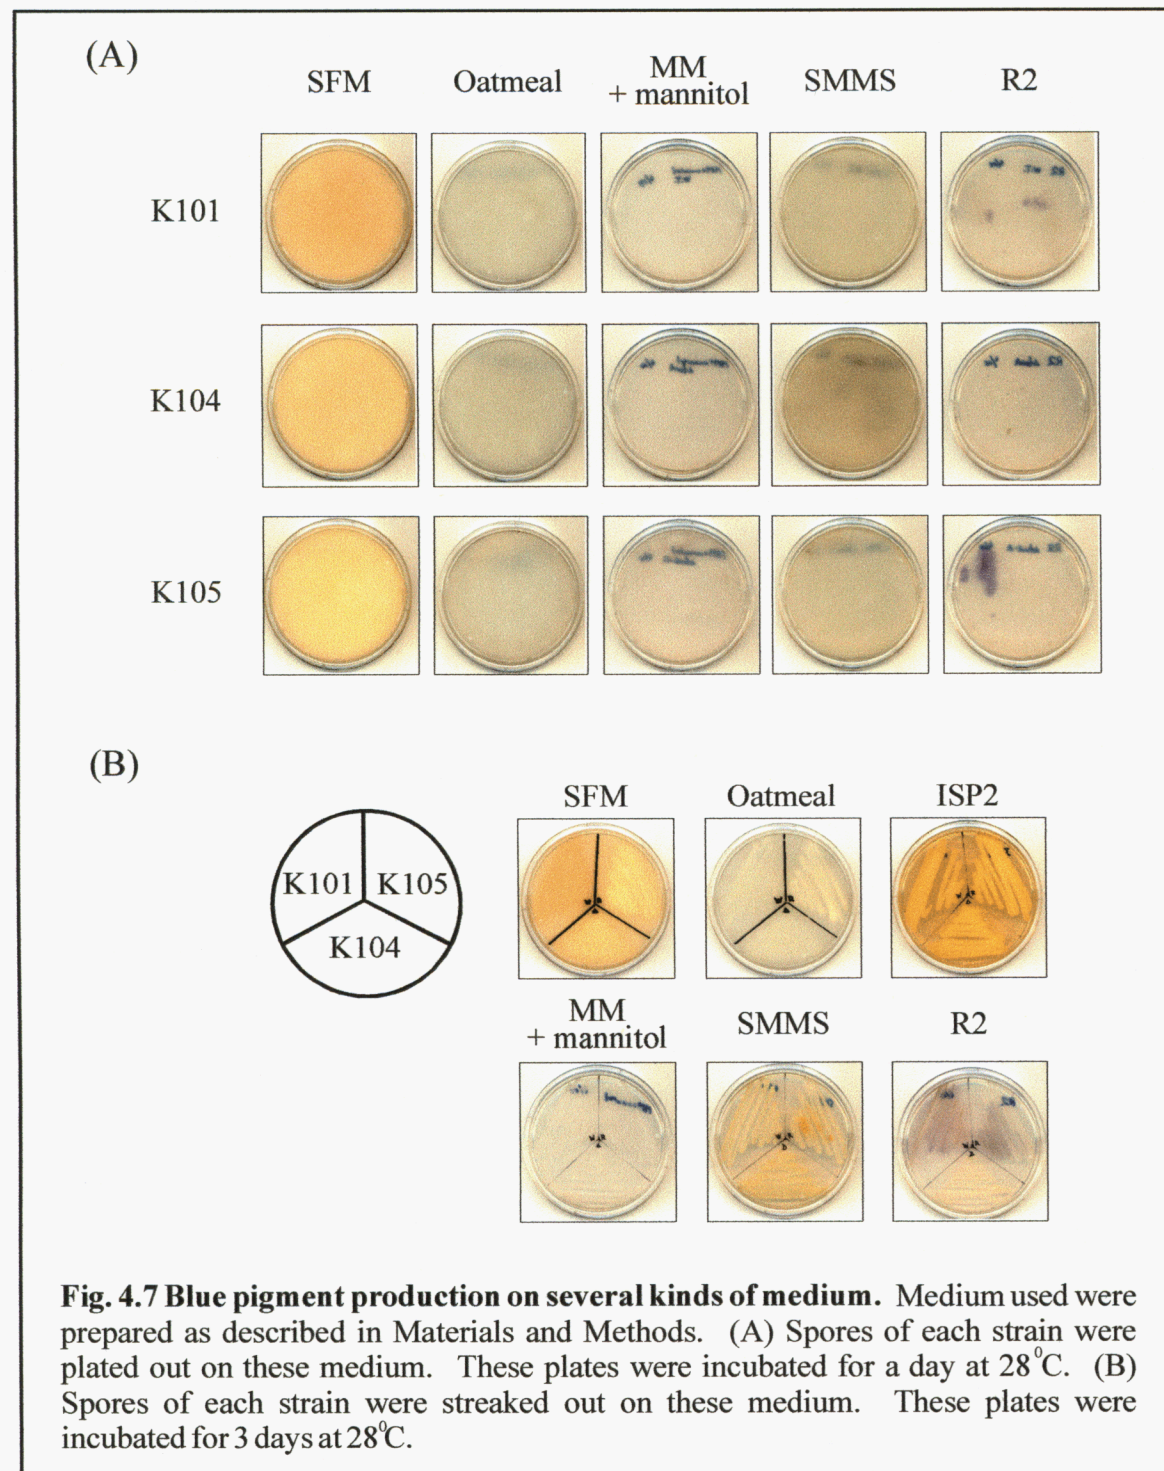 (A)
SFM Oatmeal MM + mannitol SMMS R2
K101
K104
K105
(B)
K101 K105
K104
SFM Oatmeal ISP2
MM + mannitol SMMS R2
Fig. 4.7 Blue pigment production on several kinds of medium. Medium used were
prepared as described in Materials and Methods. (A) Spores of each strain were
plated out on these medium. These plates were incubated for a day at 28⁰C. (B)
Spores of each strain were streaked out on these medium. These plates were
incubated for 3 days at 28⁰C.